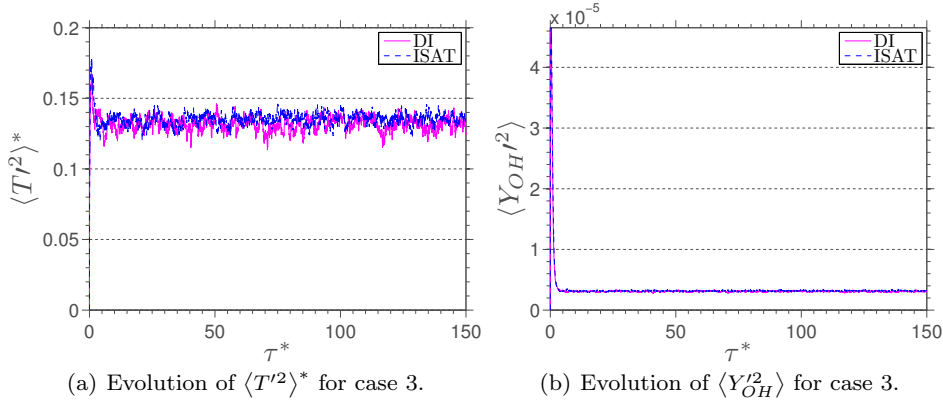 0.2
0.15
0.1
0.05
0
⟨T′²⟩*
DI
ISAT
0 50 100 150
τ*
(a) Evolution of ⟨T′²⟩* for case 3.
x 10⁻⁵
4
3
2
1
0
⟨Y_OH′²⟩
DI
ISAT
0 50 100 150
τ*
(b) Evolution of ⟨Y′²_OH⟩ for case 3.